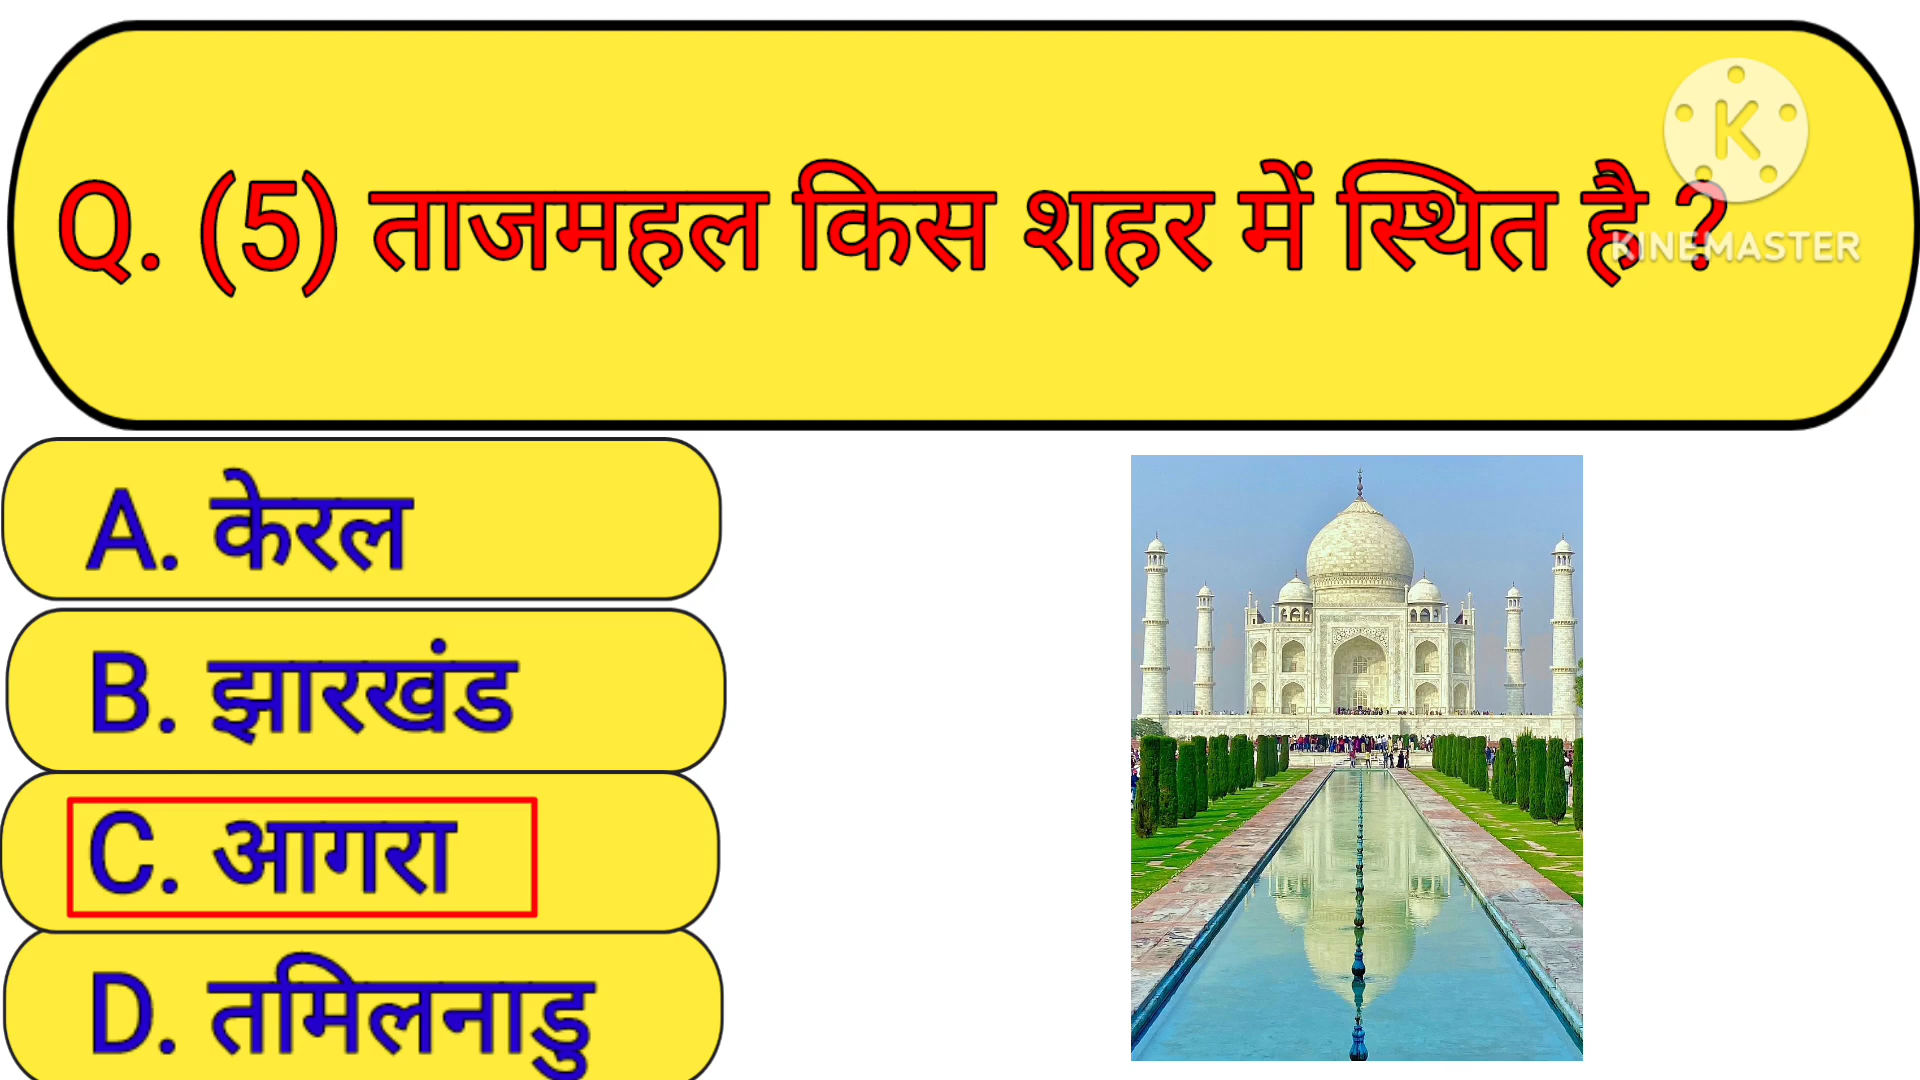 Q. (5) ताजमहल किस शहर में स्थित है ?
K
KINEMASTER
A. केरल
B. झारखंड
C. आगरा
D. तमिलनाडु